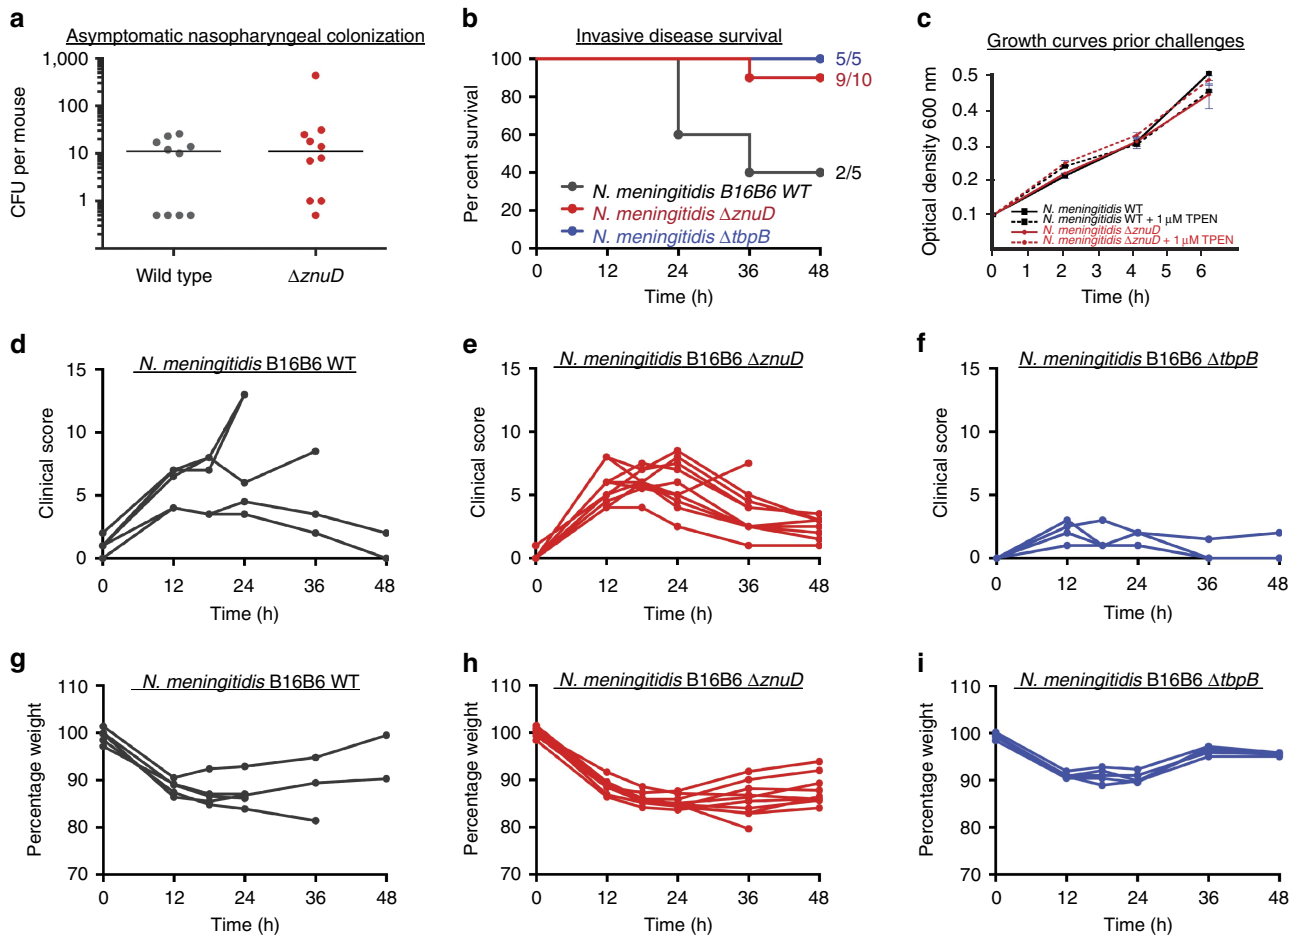 a
Asymptomatic nasopharyngeal colonization
1,000
100
10
1
CFU per mouse
Wild type
ΔznuD
b
Invasive disease survival
100
80
60
40
20
0
Per cent survival
5/5
9/10
2/5
N. meningitidis B16B6 WT
N. meningitidis ΔznuD
N. meningitidis ΔtbpB
0 12 24 36 48
Time (h)
c
Growth curves prior challenges
0.5
0.4
0.3
0.2
0.1
Optical density 600 nm
N. meningitidis WT
N. meningitidis WT + 1 μM TPEN
N. meningitidis ΔznuD
N. meningitidis ΔznuD + 1 μM TPEN
0 1 2 3 4 5 6
Time (h)
d
N. meningitidis B16B6 WT
15
10
5
0
Clinical score
0 12 24 36 48
Time (h)
e
N. meningitidis B16B6 ΔznuD
15
10
5
0
Clinical score
0 12 24 36 48
Time (h)
f
N. meningitidis B16B6 ΔtbpB
15
10
5
0
Clinical score
0 12 24 36 48
Time (h)
g
N. meningitidis B16B6 WT
110
100
90
80
70
Percentage weight
0 12 24 36 48
Time (h)
h
N. meningitidis B16B6 ΔznuD
110
100
90
80
70
Percentage weight
0 12 24 36 48
Time (h)
i
N. meningitidis B16B6 ΔtbpB
110
100
90
80
70
Percentage weight
0 12 24 36 48
Time (h)